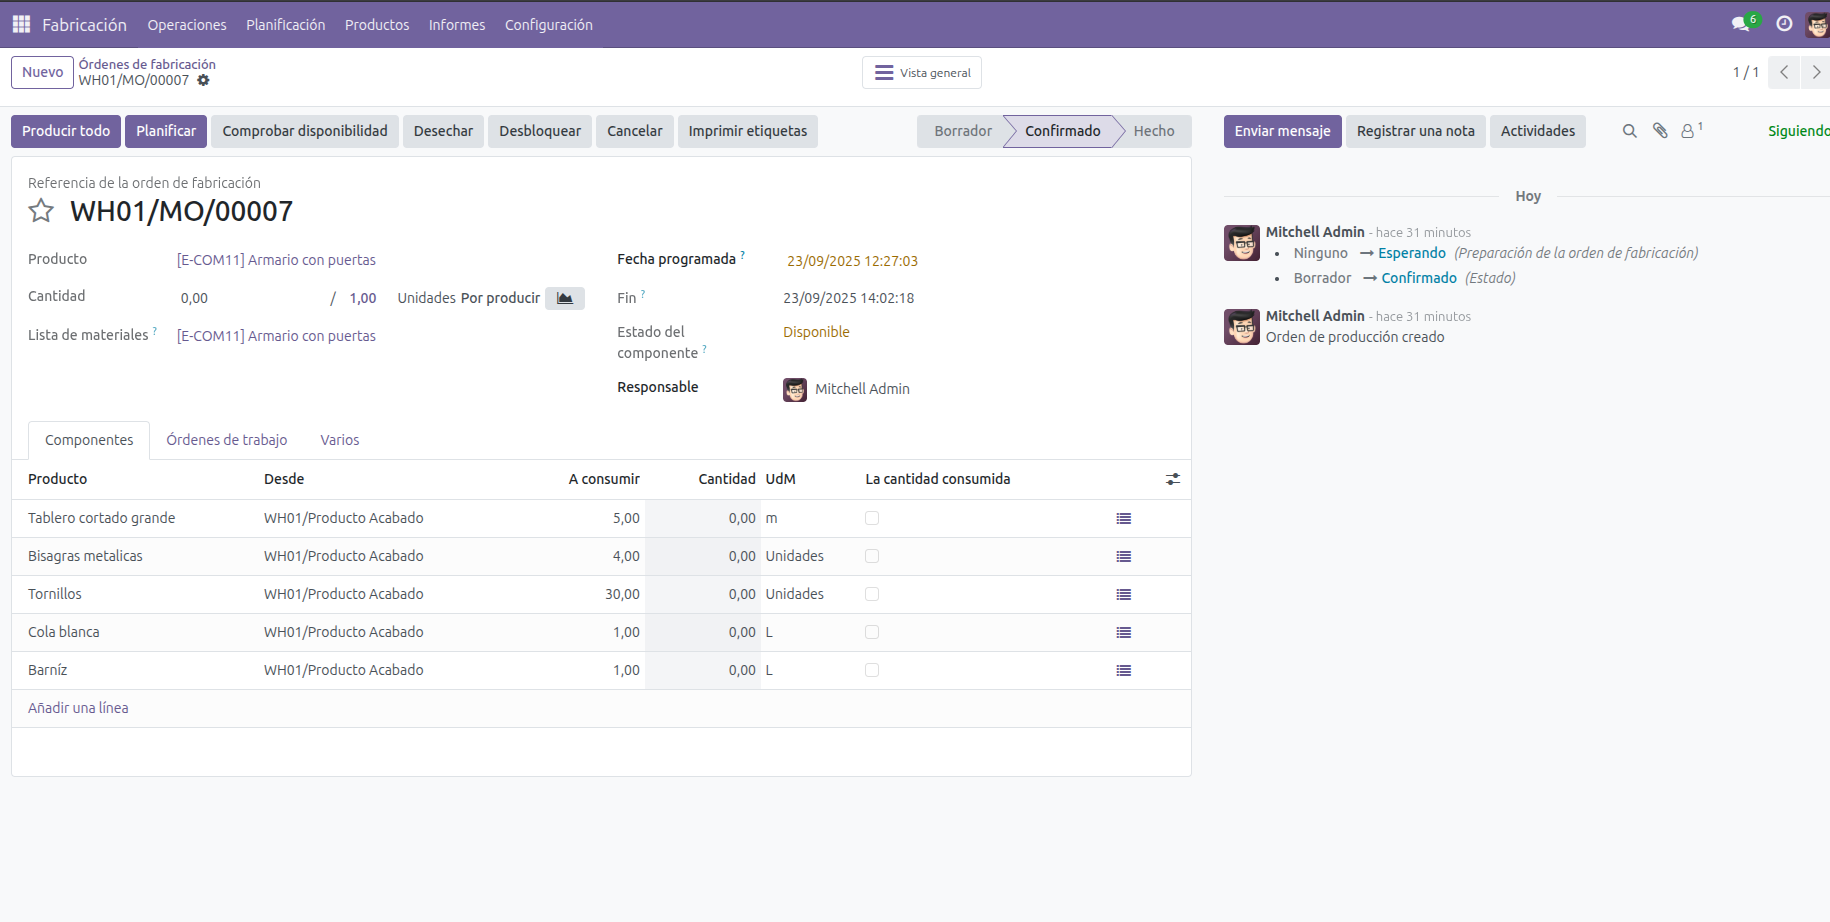 Fabricación Operaciones Planificación Productos Informes Configuración 6
Nuevo Órdenes de fabricación
WH01/MO/00007
Vista general
1 / 1
Producir todo Planificar Comprobar disponibilidad Desechar Desbloquear Cancelar Imprimir etiquetas Borrador Confirmado Hecho
Enviar mensaje Registrar una nota Actividades 1 Siguiendo
Referencia de la orden de fabricación
WH01/MO/00007
Producto [E-COM11] Armario con puertas
Cantidad 0,00 / 1,00 Unidades Por producir
Lista de materiales ? [E-COM11] Armario con puertas
Fecha programada ? 23/09/2025 12:27:03
Fin ? 23/09/2025 14:02:18
Estado del componente ? Disponible
Responsable Mitchell Admin
Componentes Órdenes de trabajo Varios
Producto Desde A consumir Cantidad UdM La cantidad consumida
Tablero cortado grande WH01/Producto Acabado 5,00 0,00 m
Bisagras metalicas WH01/Producto Acabado 4,00 0,00 Unidades
Tornillos WH01/Producto Acabado 30,00 0,00 Unidades
Cola blanca WH01/Producto Acabado 1,00 0,00 L
Barníz WH01/Producto Acabado 1,00 0,00 L
Añadir una línea
Hoy
Mitchell Admin - hace 31 minutos
• Ninguno → Esperando (Preparación de la orden de fabricación)
• Borrador → Confirmado (Estado)
Mitchell Admin - hace 31 minutos
Orden de producción creado